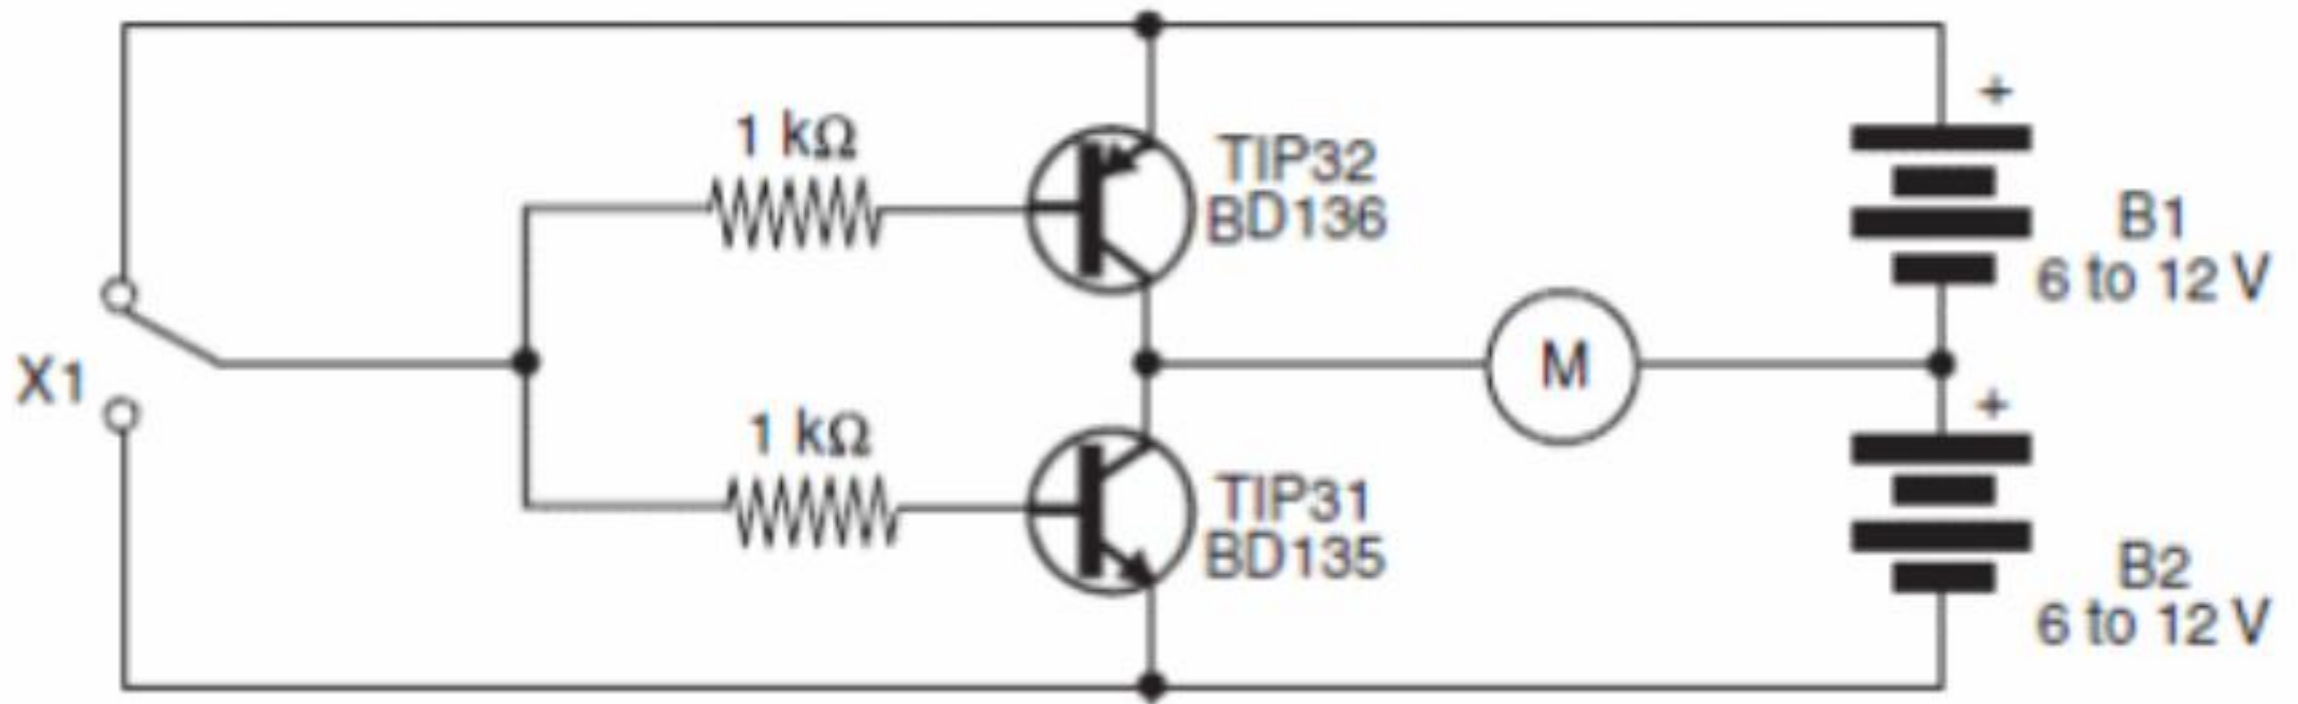 +
1 kΩ
TIP32
BD136
B1
6 to 12 V
X1
M
+
1 kΩ
TIP31
BD135
B2
6 to 12 V